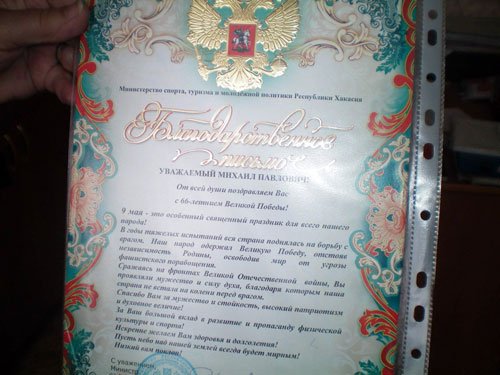 Министерство спорта, туризма и молодежной политики Республики Хакасия
Благодарственное
письмо
УВАЖАЕМЫЙ МИХАИЛ ПАВЛОВИЧ!
От всей души поздравляем Вас
с 66-летием Великой Победы!
9 мая - это особенный священный праздник для всего нашего
народа!
В годы тяжелых испытаний вся страна поднялась на борьбу с
врагом. Наш народ одержал Великую Победу, отстояв
независимость Родины, освободив мир от угрозы
фашистского порабощения.
Сражаясь на фронтах Великой Отечественной войны, Вы
проявляли мужество и силу духа, благодаря которым наша
страна не встала на колени перед врагом.
Спасибо Вам за мужество и стойкость, высокий патриотизм
и духовное величие!
За Ваш большой вклад в развитие и пропаганду физической
культуры и спорта!
Искренне желаем Вам здоровья и долголетия!
Пусть небо над нашей землей всегда будет мирным!
Низкий вам поклон!
С уважением,
Министр